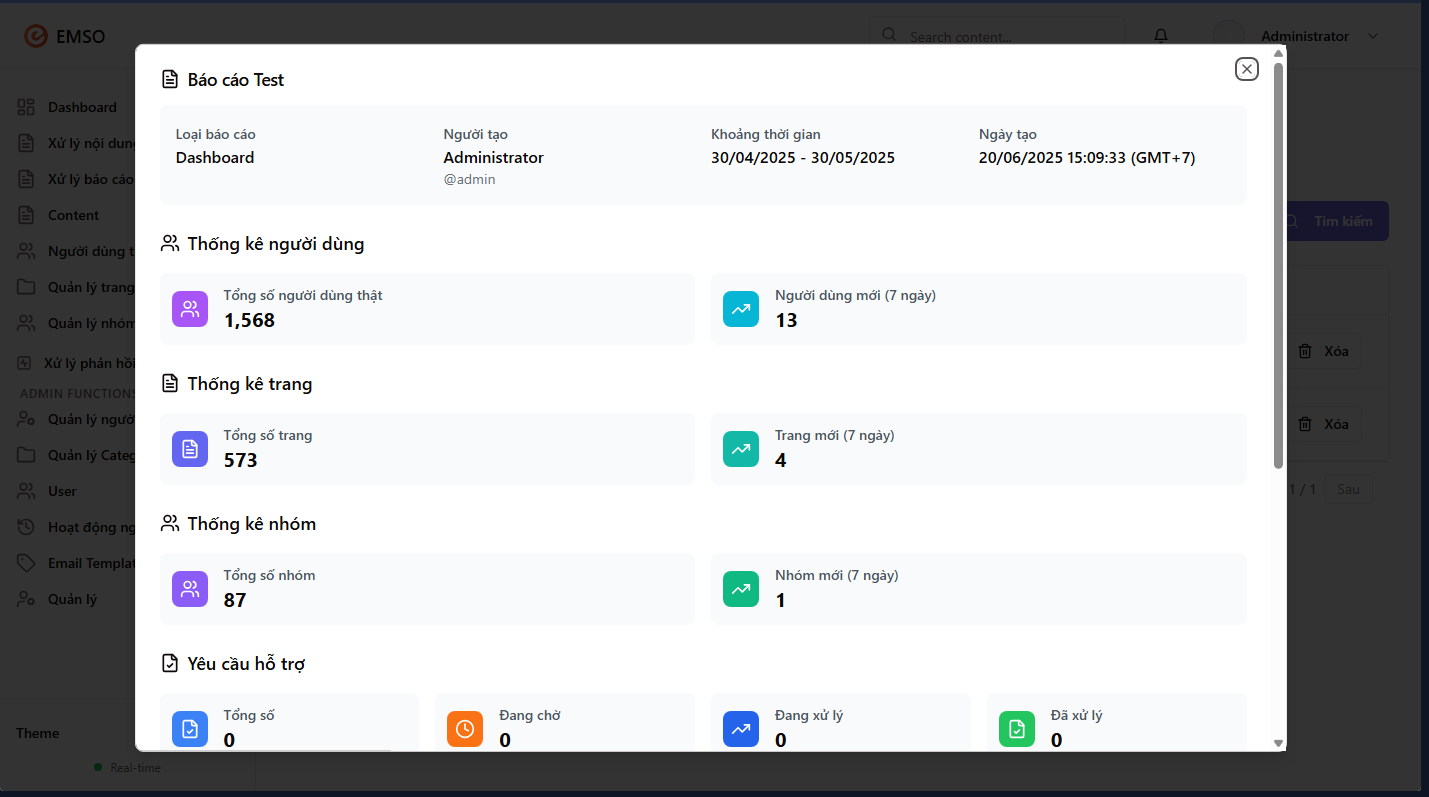 EMSO
Search content...
Administrator
Báo cáo Test
Loại báo cáo
Dashboard
Người tạo
Administrator
@admin
Khoảng thời gian
30/04/2025 - 30/05/2025
Ngày tạo
20/06/2025 15:09:33 (GMT+7)
Thống kê người dùng
Tổng số người dùng thật
1,568
Người dùng mới (7 ngày)
13
Thống kê trang
Tổng số trang
573
Trang mới (7 ngày)
4
Thống kê nhóm
Tổng số nhóm
87
Nhóm mới (7 ngày)
1
Yêu cầu hỗ trợ
Tổng số
0
Đang chờ
0
Đang xử lý
0
Đã xử lý
0
Dashboard
Xử lý nội dun
Xử lý báo cáo
Content
Người dùng t
Quản lý trang
Quản lý nhóm
Xử lý phản hồi
ADMIN FUNCTIONS
Quản lý ngườ
Quản lý Categ
User
Hoạt động ng
Email Templat
Quản lý
Theme
Real-time
Tìm kiếm
Xóa
Xóa
1 / 1
Sau